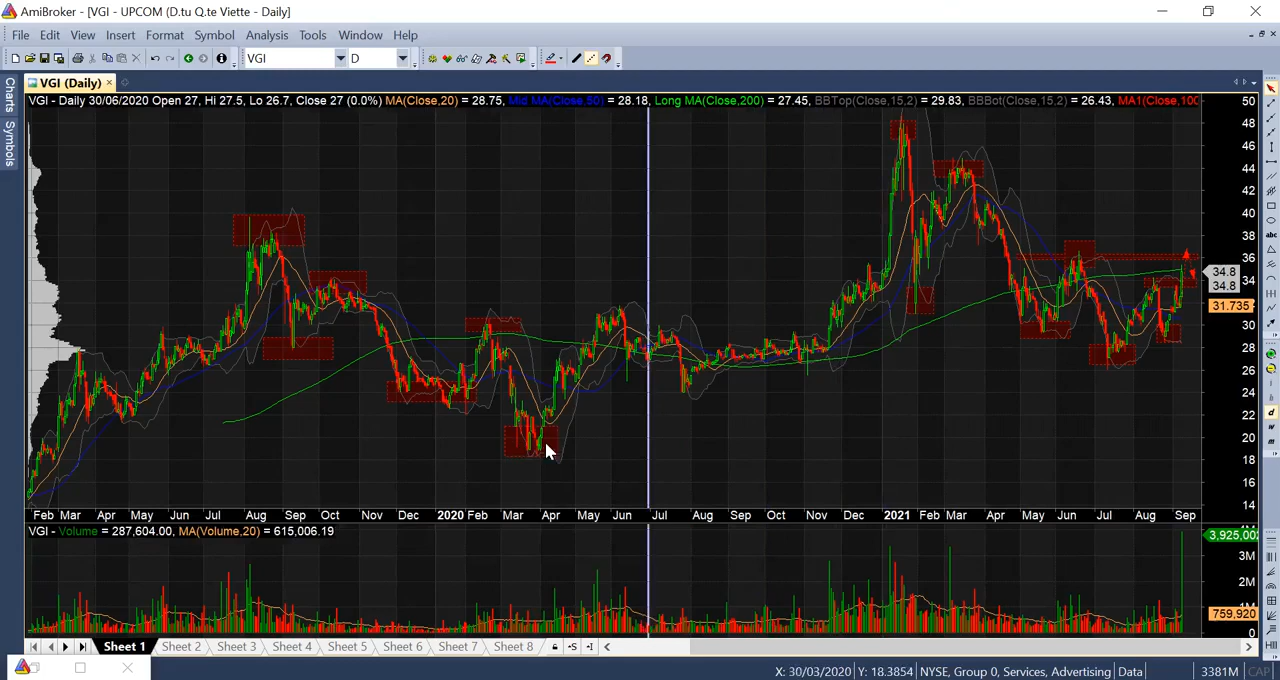 AmiBroker - [VGI - UPCOM (D.tu Q.te Viette - Daily]
File Edit View Insert Format Symbol Analysis Tools Window Help
VGI D
VGI (Daily)
Charts
Symbols
VGI - Daily 30/06/2020 Open 27, Hi 27.5, Lo 26.7, Close 27 (0.0%) MA(Close,20) = 28.75, Mid MA(Close,50) = 28.18, Long MA(Close,200) = 27.45, BBTop(Close,15,2) = 29.83, BBBot(Close,15,2) = 26.43, MA1(Close,100
50
48
46
44
42
40
38
36
34.8
34
34.8
31.735
30
28
26
24
22
20
18
16
14
Feb Mar Apr May Jun Jul Aug Sep Oct Nov Dec 2020 Mar Apr May Jun Jul Aug Sep Oct Nov Dec 2021 Feb Mar Apr May Jun Jul Aug Sep
VGI - Volume = 287,604.00, MA(Volume,20) = 615,006.19
3,925,002
3M
2M
759,920
0
abc
d
w
m
Sheet 1 Sheet 2 Sheet 3 Sheet 4 Sheet 5 Sheet 6 Sheet 7 Sheet 8
X: 30/03/2020 Y: 18.3854 NYSE, Group 0, Services, Advertising Data 3381M CAP